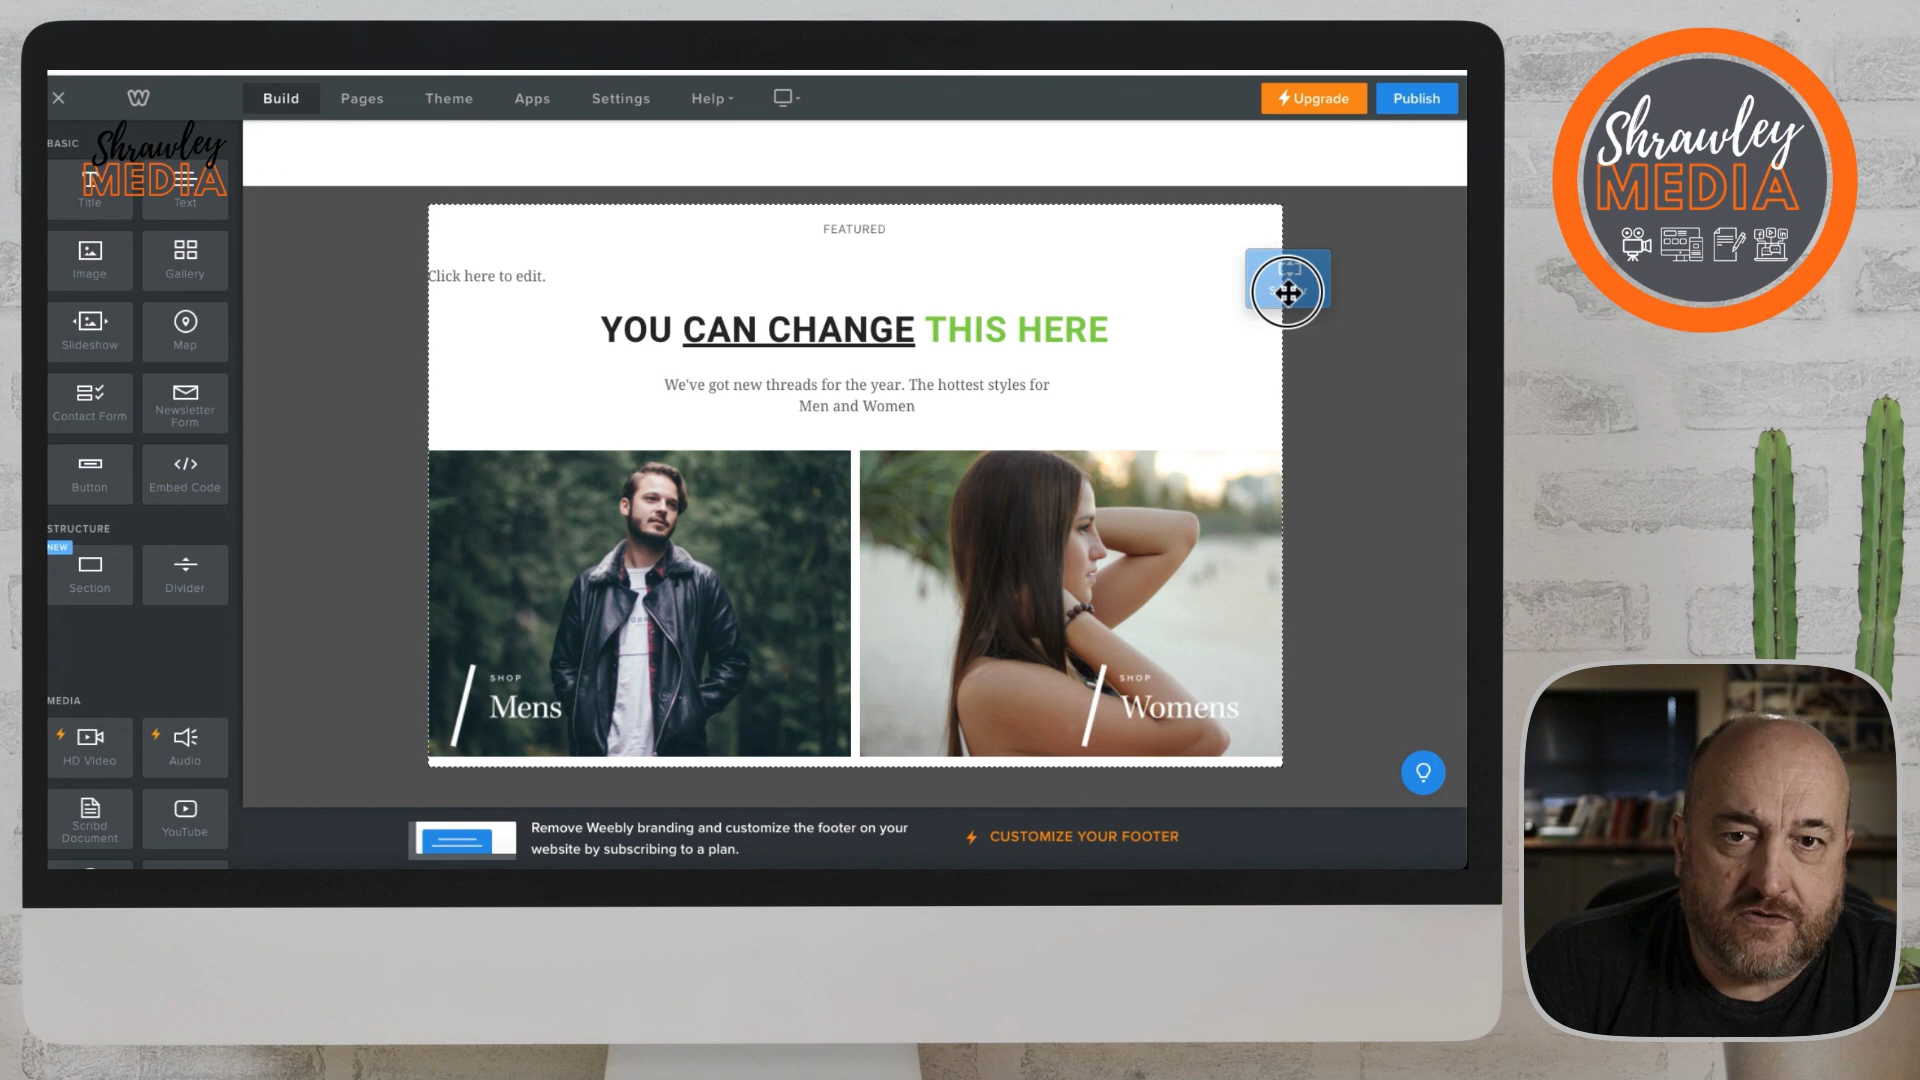 Build
Pages
Theme
Apps
Settings
Help
Upgrade
Publish
BASIC
Shrawley
MEDIA
Title
Text
Image
Gallery
Slideshow
Map
Contact Form
Newsletter
Form
Button
Embed Code
STRUCTURE
NEW
Section
Divider
MEDIA
HD Video
Audio
Scribd
Document
YouTube
FEATURED
Click here to edit.
YOU CAN CHANGE THIS HERE
We've got new threads for the year. The hottest styles for
Men and Women
SHOP
Mens
SHOP
Womens
Remove Weebly branding and customize the footer on your
website by subscribing to a plan.
CUSTOMIZE YOUR FOOTER
Shrawley
MEDIA